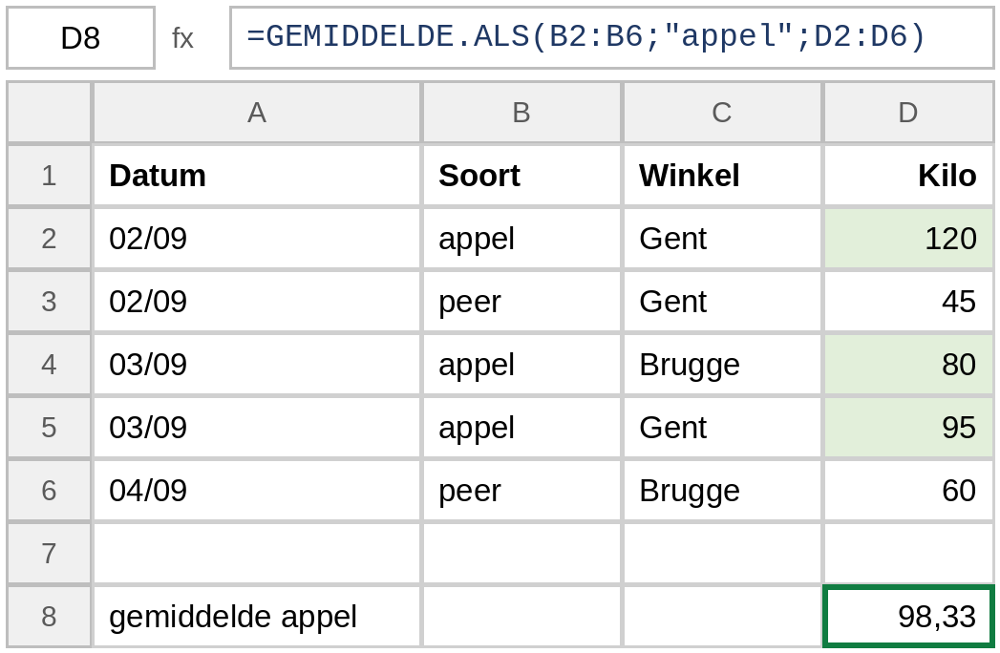 D8 fx =GEMIDDELDE.ALS(B2:B6;"appel";D2:D6)
A B C D
1 Datum Soort Winkel Kilo
2 02/09 appel Gent 120
3 02/09 peer Gent 45
4 03/09 appel Brugge 80
5 03/09 appel Gent 95
6 04/09 peer Brugge 60
7
8 gemiddelde appel 98,33